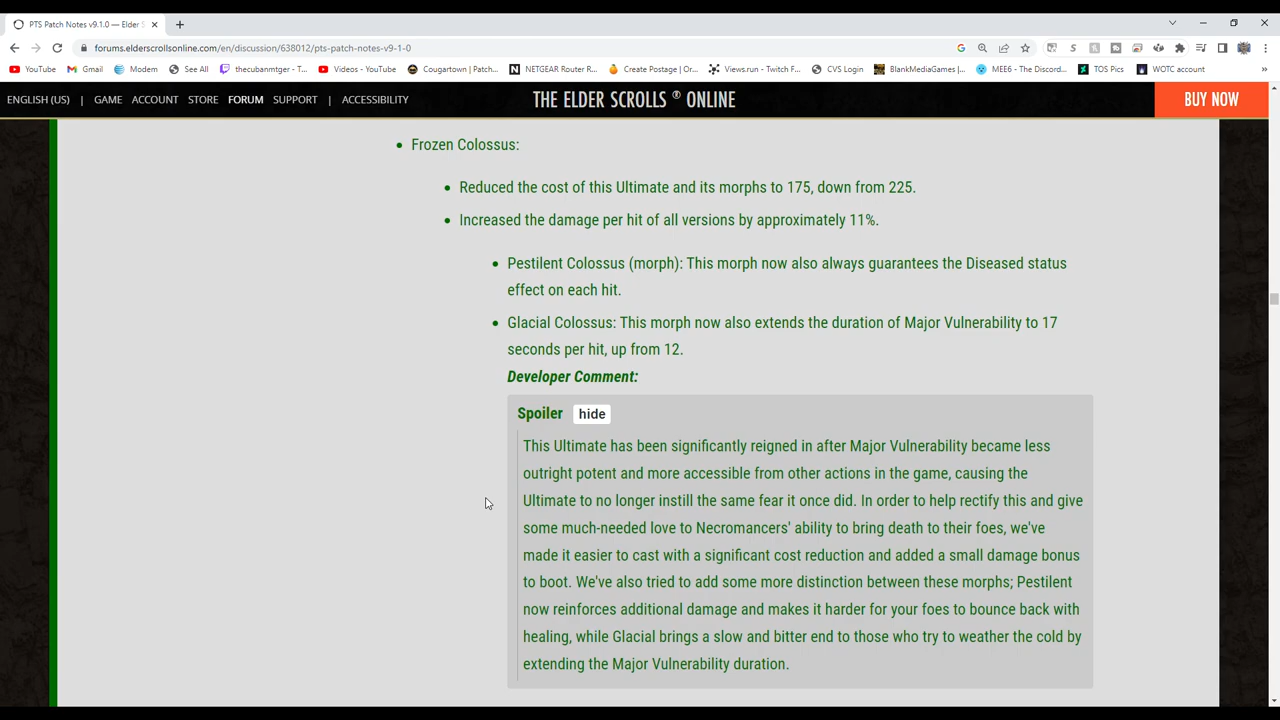 PTS Patch Notes v9.1.0 — Elder S
forums.elderscrollsonline.com/en/discussion/638012/pts-patch-notes-v9-1-0
YouTube Gmail Modem See All thecubanmtger - T... Videos - YouTube Cougartown | Patch... NETGEAR Router R... Create Postage | Or... Views.run - Twitch F... CVS Login BlankMediaGames |... MEE6 - The Discord... TOS Pics WOTC account »
ENGLISH (US) | GAME ACCOUNT STORE FORUM SUPPORT | ACCESSIBILITY THE ELDER SCROLLS ® ONLINE BUY NOW
• Frozen Colossus:
• Reduced the cost of this Ultimate and its morphs to 175, down from 225.
• Increased the damage per hit of all versions by approximately 11%.
• Pestilent Colossus (morph): This morph now also always guarantees the Diseased status
effect on each hit.
• Glacial Colossus: This morph now also extends the duration of Major Vulnerability to 17
seconds per hit, up from 12.
Developer Comment:
Spoiler hide
This Ultimate has been significantly reigned in after Major Vulnerability became less
outright potent and more accessible from other actions in the game, causing the
Ultimate to no longer instill the same fear it once did. In order to help rectify this and give
some much-needed love to Necromancers' ability to bring death to their foes, we've
made it easier to cast with a significant cost reduction and added a small damage bonus
to boot. We've also tried to add some more distinction between these morphs; Pestilent
now reinforces additional damage and makes it harder for your foes to bounce back with
healing, while Glacial brings a slow and bitter end to those who try to weather the cold by
extending the Major Vulnerability duration.